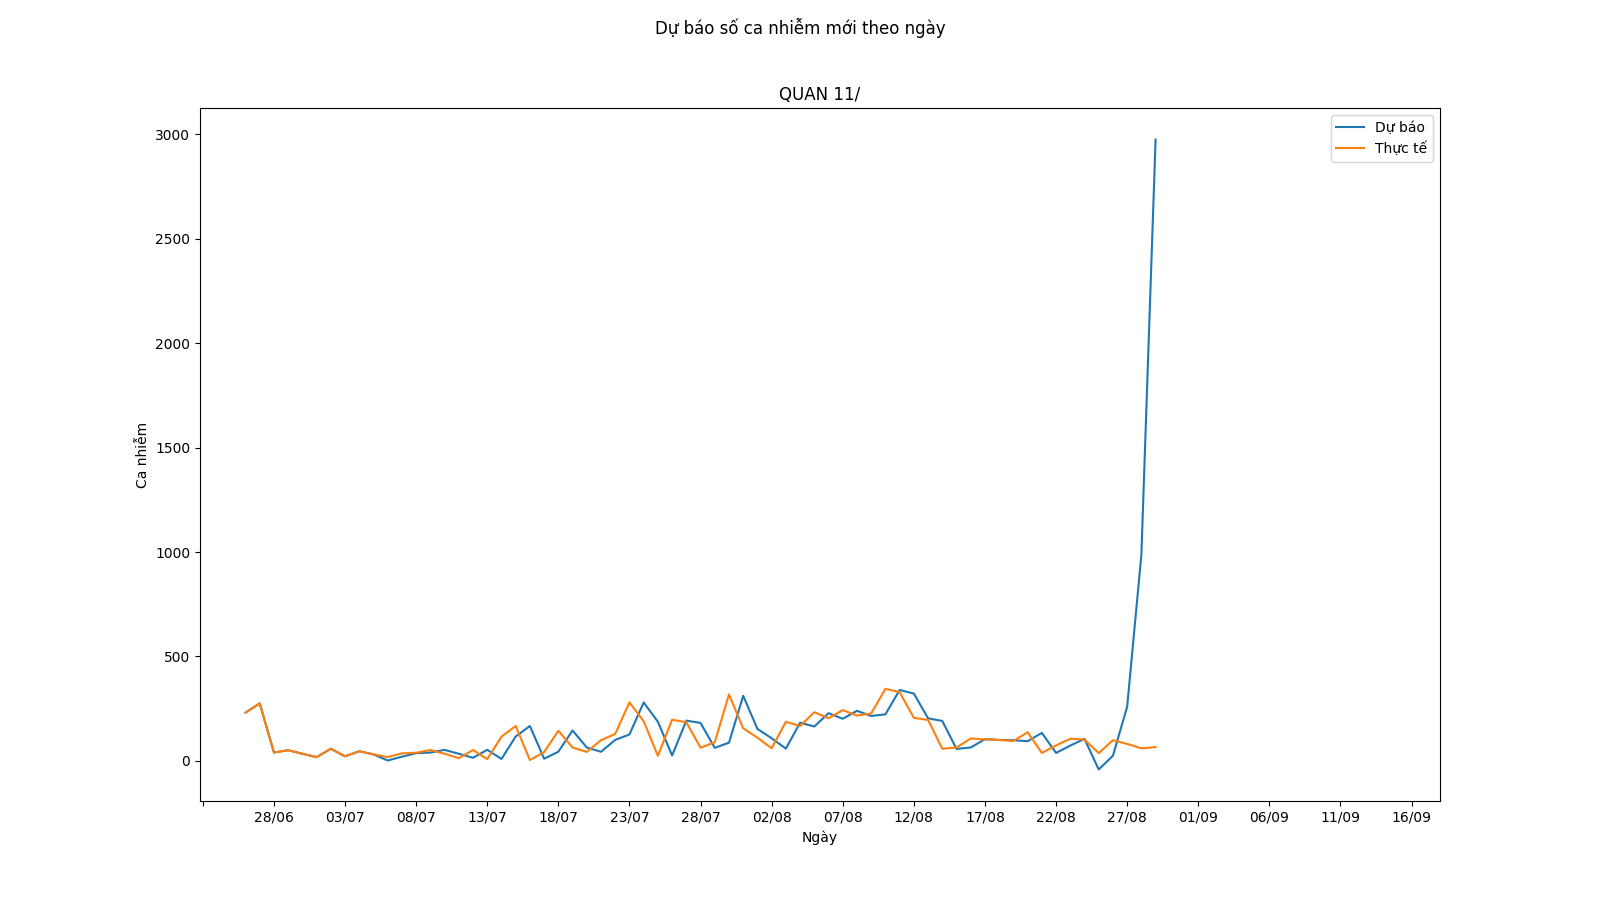 Dự báo số ca nhiễm mới theo ngày
QUAN 11/
Dự báo
Thực tế
3000
2500
2000
1500
1000
500
0
Ca nhiễm
28/06 03/07 08/07 13/07 18/07 23/07 28/07 02/08 07/08 12/08 17/08 22/08 27/08 01/09 06/09 11/09 16/09
Ngày